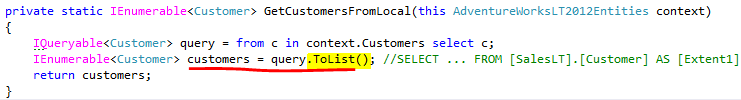 private static IEnumerable<Customer> GetCustomersFromLocal(this AdventureWorksLT2012Entities context)
{
IQueryable<Customer> query = from c in context.Customers select c;
IEnumerable<Customer> customers = query.ToList(); //SELECT ... FROM [SalesLT].[Customer] AS [Extent1]
return customers;
}